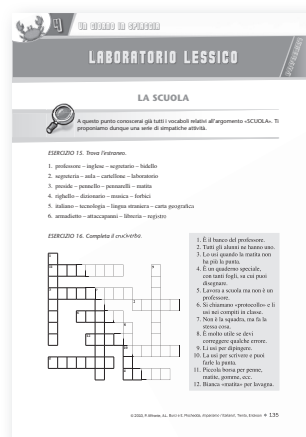 4
UN GIORNO IN SPIAGGIA
LABORATORIO LESSICO
LA SCUOLA
A questo punto conoscerai già tutti i vocaboli relativi all'argomento «SCUOLA». Ti
proponiamo dunque una serie di simpatiche attività.
ESERCIZIO 15. Trova l'estraneo.
1. professore – inglese – segretario – bidello
2. segreteria – aula – cartellone – laboratorio
3. preside – pennello – pennarelli – matita
4. righello – dizionario – musica – forbici
5. italiano – tecnologia – lingua straniera – carta geografica
6. armadietto – attaccapanni – libreria – registro
ESERCIZIO 16. Completa il cruciverba.
1. È il banco del professore.
2. Tutti gli alunni ne hanno uno.
3. Lo usi quando la matita non
ha più la punta.
4. È un quaderno speciale,
con tanti fogli, su cui puoi
disegnare.
5. Lavora a scuola ma non è un
professore.
6. Si chiamano «protocollo» e li
usi nei compiti in classe.
7. Non è la squadra, ma fa la
stessa cosa.
8. È molto utile se devi
correggere qualche errore.
9. Li usi per dipingere.
10. La usi per scrivere e puoi
farle la punta.
11. Piccola borsa per penne,
matite, gomme, ecc.
12. Bianca «matita» per lavagna.
135